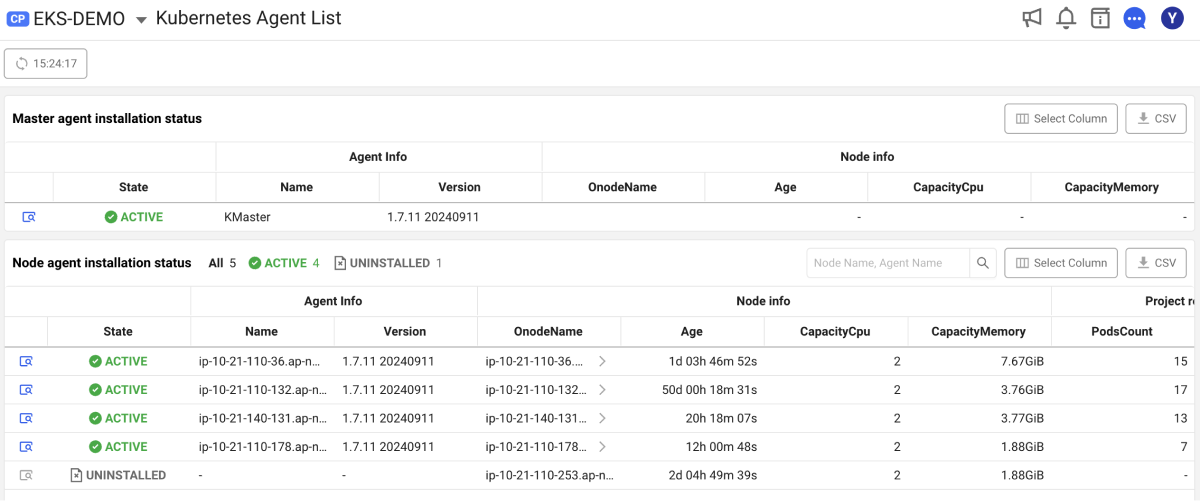 CP EKS-DEMO Kubernetes Agent List Y
15:24:17
Master agent installation status Select Column CSV
Agent Info Node info
State Name Version OnodeName Age CapacityCpu CapacityMemory
ACTIVE KMaster 1.7.11 20240911 - - -
Node agent installation status All 5 ACTIVE 4 UNINSTALLED 1 Node Name, Agent Name Select Column CSV
Agent Info Node info Project re
State Name Version OnodeName Age CapacityCpu CapacityMemory PodsCount
ACTIVE ip-10-21-110-36.ap-n... 1.7.11 20240911 ip-10-21-110-36.... 1d 03h 46m 52s 2 7.67GiB 15
ACTIVE ip-10-21-110-132.ap-n... 1.7.11 20240911 ip-10-21-110-132... 50d 00h 18m 31s 2 3.76GiB 17
ACTIVE ip-10-21-140-131.ap-n... 1.7.11 20240911 ip-10-21-140-131... 20h 18m 07s 2 3.77GiB 13
ACTIVE ip-10-21-110-178.ap-n... 1.7.11 20240911 ip-10-21-110-178... 12h 00m 48s 2 1.88GiB 7
UNINSTALLED - - ip-10-21-110-253.ap-n... 2d 04h 49m 39s 2 1.88GiB -